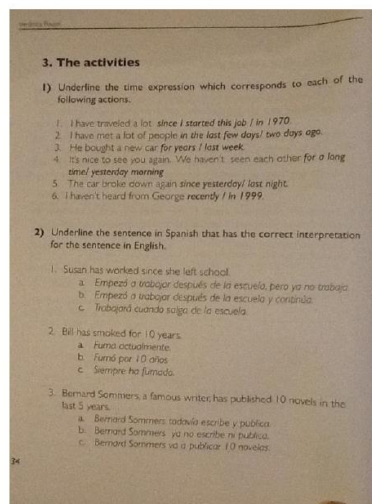 3. The activities
1) Underline the time expression which corresponds to each of the
following actions.
1. I have traveled a lot since I started this job / in 1970.
2. I have met a lot of people in the last few days/ two days ago.
3. He bought a new car for years / last week.
4. It's nice to see you again. We haven't seen each other for a long
time/ yesterday morning
5. The car broke down again since yesterday/ last night.
6. I haven't heard from George recently / in 1999.
2) Underline the sentence in Spanish that has the correct interpretation
for the sentence in English.
1. Susan has worked since she left school.
a. Empezó a trabajar después de la escuela, pero ya no trabaja
b. Empezó a trabajar después de la escuela y continúa.
c. Trabajará cuando salga de la escuela.
2. Bill has smoked for 10 years.
a. Fuma actualmente.
b. Fumó por 10 años
c. Siempre ha fumado.
3. Bernard Sommers, a famous writer, has published 10 novels in the
last 5 years.
a. Bernard Sommers todavía escribe y publica.
b. Bernard Sommers ya no escribe ni publica.
c. Bernard Sommers va a publicar 10 novelas.
34